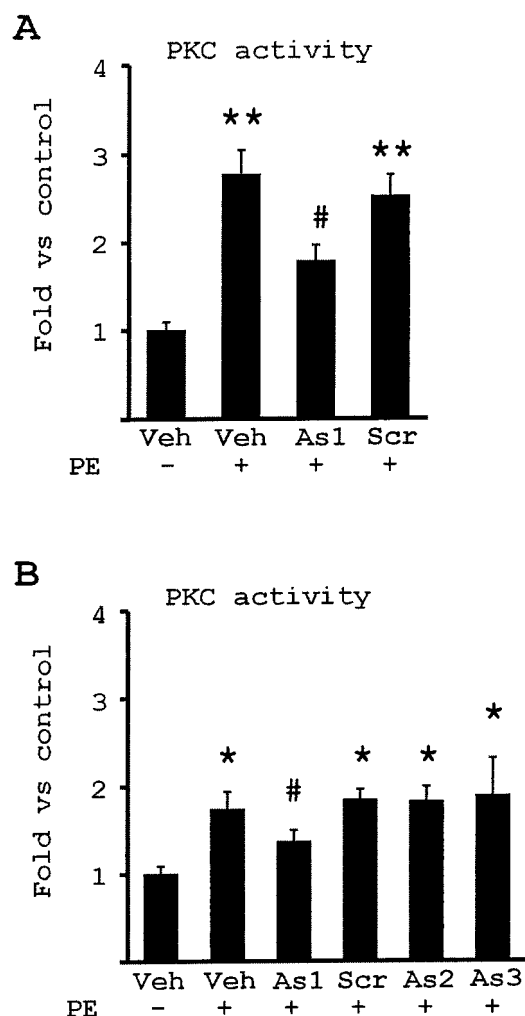 A
PKC activity
4
3
2
1
Fold vs control
** 
**
#
Veh Veh As1 Scr
PE - + + +
B
PKC activity
4
3
2
1
Fold vs control
*
*
#
*
*
Veh Veh As1 Scr As2 As3
PE - + + + + +